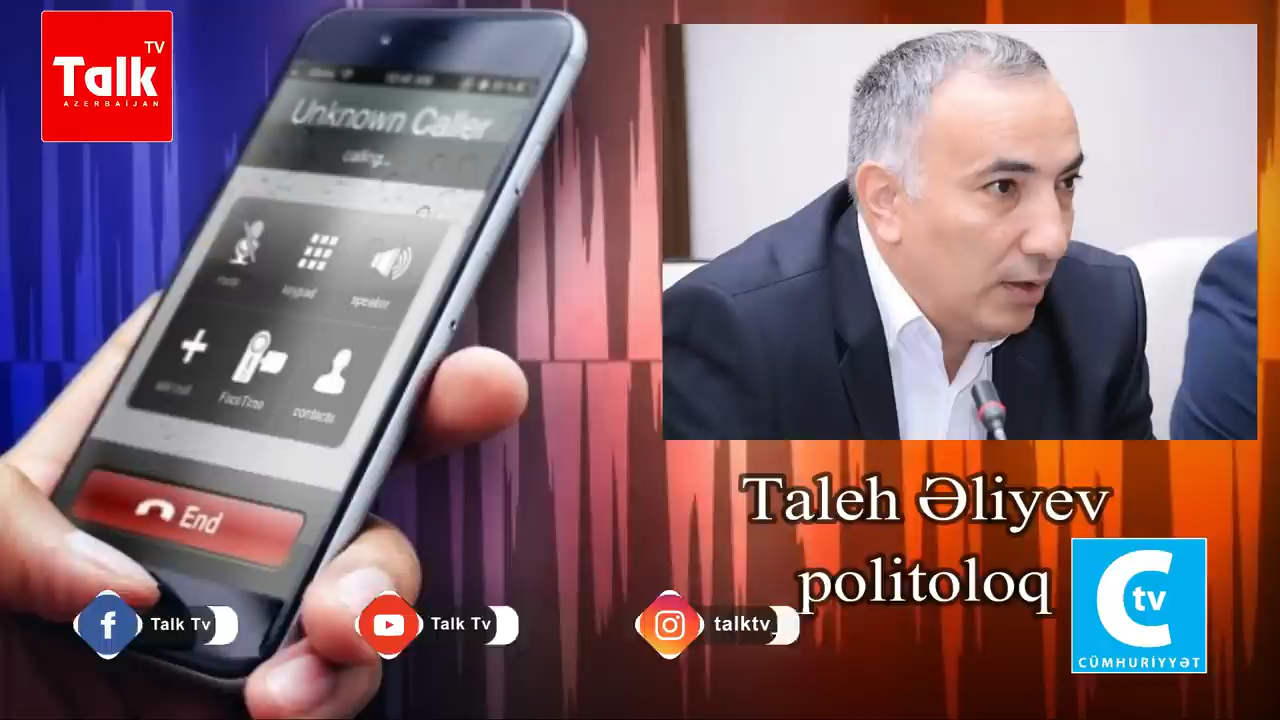 TV
Talk
AZERBAIJAN
Unknown Caller
calling...
mute
keypad
speaker
add call
FaceTime
contacts
End
Taleh Əliyev
politoloq
Talk Tv
Talk Tv
talktv_
C tv
CÜMHURİYYƏT